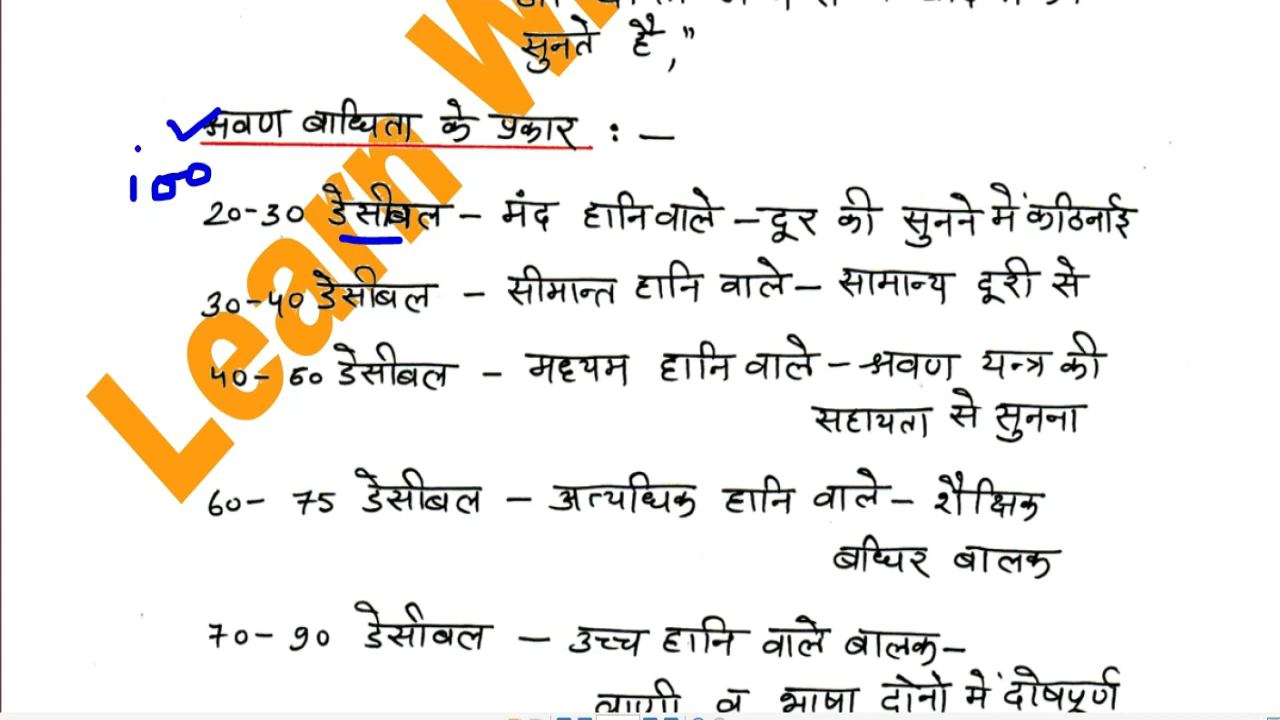 सुनते है,"
श्रवण बाधिता के प्रकार : —
100
20-30 डेसीबल – मंद हानि वाले – दूर की सुनने में कठिनाई
30-40 डेसीबल – सीमान्त हानि वाले – सामान्य दूरी से
40-60 डेसीबल – मध्यम हानि वाले – श्रवण यन्त्र की
सहायता से सुनना
60- 75 डेसीबल – अत्यधिक हानि वाले – शैक्षिक
बधिर बालक
70-90 डेसीबल – उच्च हानि वाले बालक –
वाणी व भाषा दोनो में दोषपूर्ण
Learn W